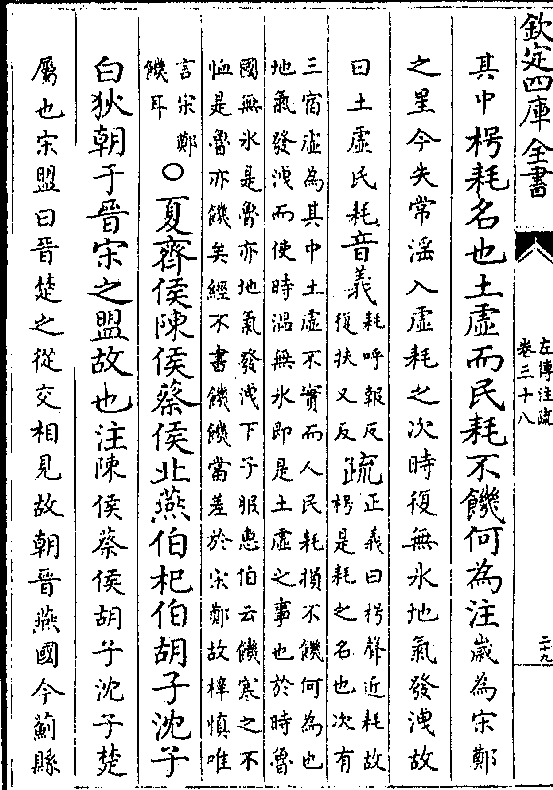 欽定四庫全書
左傳注疏
卷三十八
二十九
其中枵耗名也土虛而民耗不饑何為注歲為宋鄭
之星今失常滛入虛耗之次時復無氷地氣發洩故
曰土虛民耗音義耗呼報反
復扶又反疏正義曰枵聲近耗故
枵是耗之名也次有
三宿虛為其中土虛不實而人民耗損不饑何為也
地氣發洩而使時溫無氷即是土虛之事也於時魯
國無氷是魯亦地氣發洩下子服惠伯云饑寒之不
恤是魯亦饑矣經不書饑饑當差於宋鄭故梓慎唯
言宋鄭
饑耳○夏齊侯陳侯蔡侯北燕伯杞伯胡子沈子
白狄朝于晉宋之盟故也注陳侯蔡侯胡子沈子楚
屬也宋盟曰晉楚之從交相見故朝晉燕國今薊縣